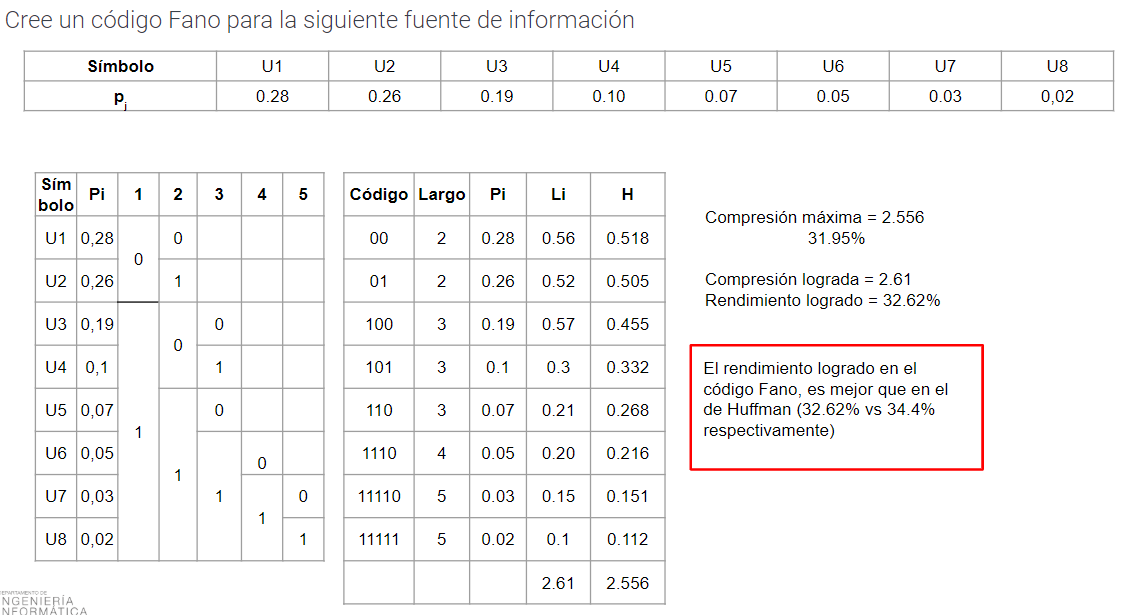 Cree un código Fano para la siguiente fuente de información
Símbolo U1 U2 U3 U4 U5 U6 U7 U8
pj 0.28 0.26 0.19 0.10 0.07 0.05 0.03 0,02
Sím
bolo Pi 1 2 3 4 5
U1 0,28 0 0
U2 0,26 1
U3 0,19 1 0 0
U4 0,1 1
U5 0,07 1 0
U6 0,05 1 0
U7 0,03 1 0
U8 0,02 1
Código Largo Pi Li H
00 2 0.28 0.56 0.518
01 2 0.26 0.52 0.505
100 3 0.19 0.57 0.455
101 3 0.1 0.3 0.332
110 3 0.07 0.21 0.268
1110 4 0.05 0.20 0.216
11110 5 0.03 0.15 0.151
11111 5 0.02 0.1 0.112
2.61 2.556
Compresión máxima = 2.556
31.95%
Compresión lograda = 2.61
Rendimiento logrado = 32.62%
El rendimiento logrado en el
código Fano, es mejor que en el
de Huffman (32.62% vs 34.4%
respectivamente)
EPARTAMENTO DE
NGENIERÍA
NFORMÁTICA